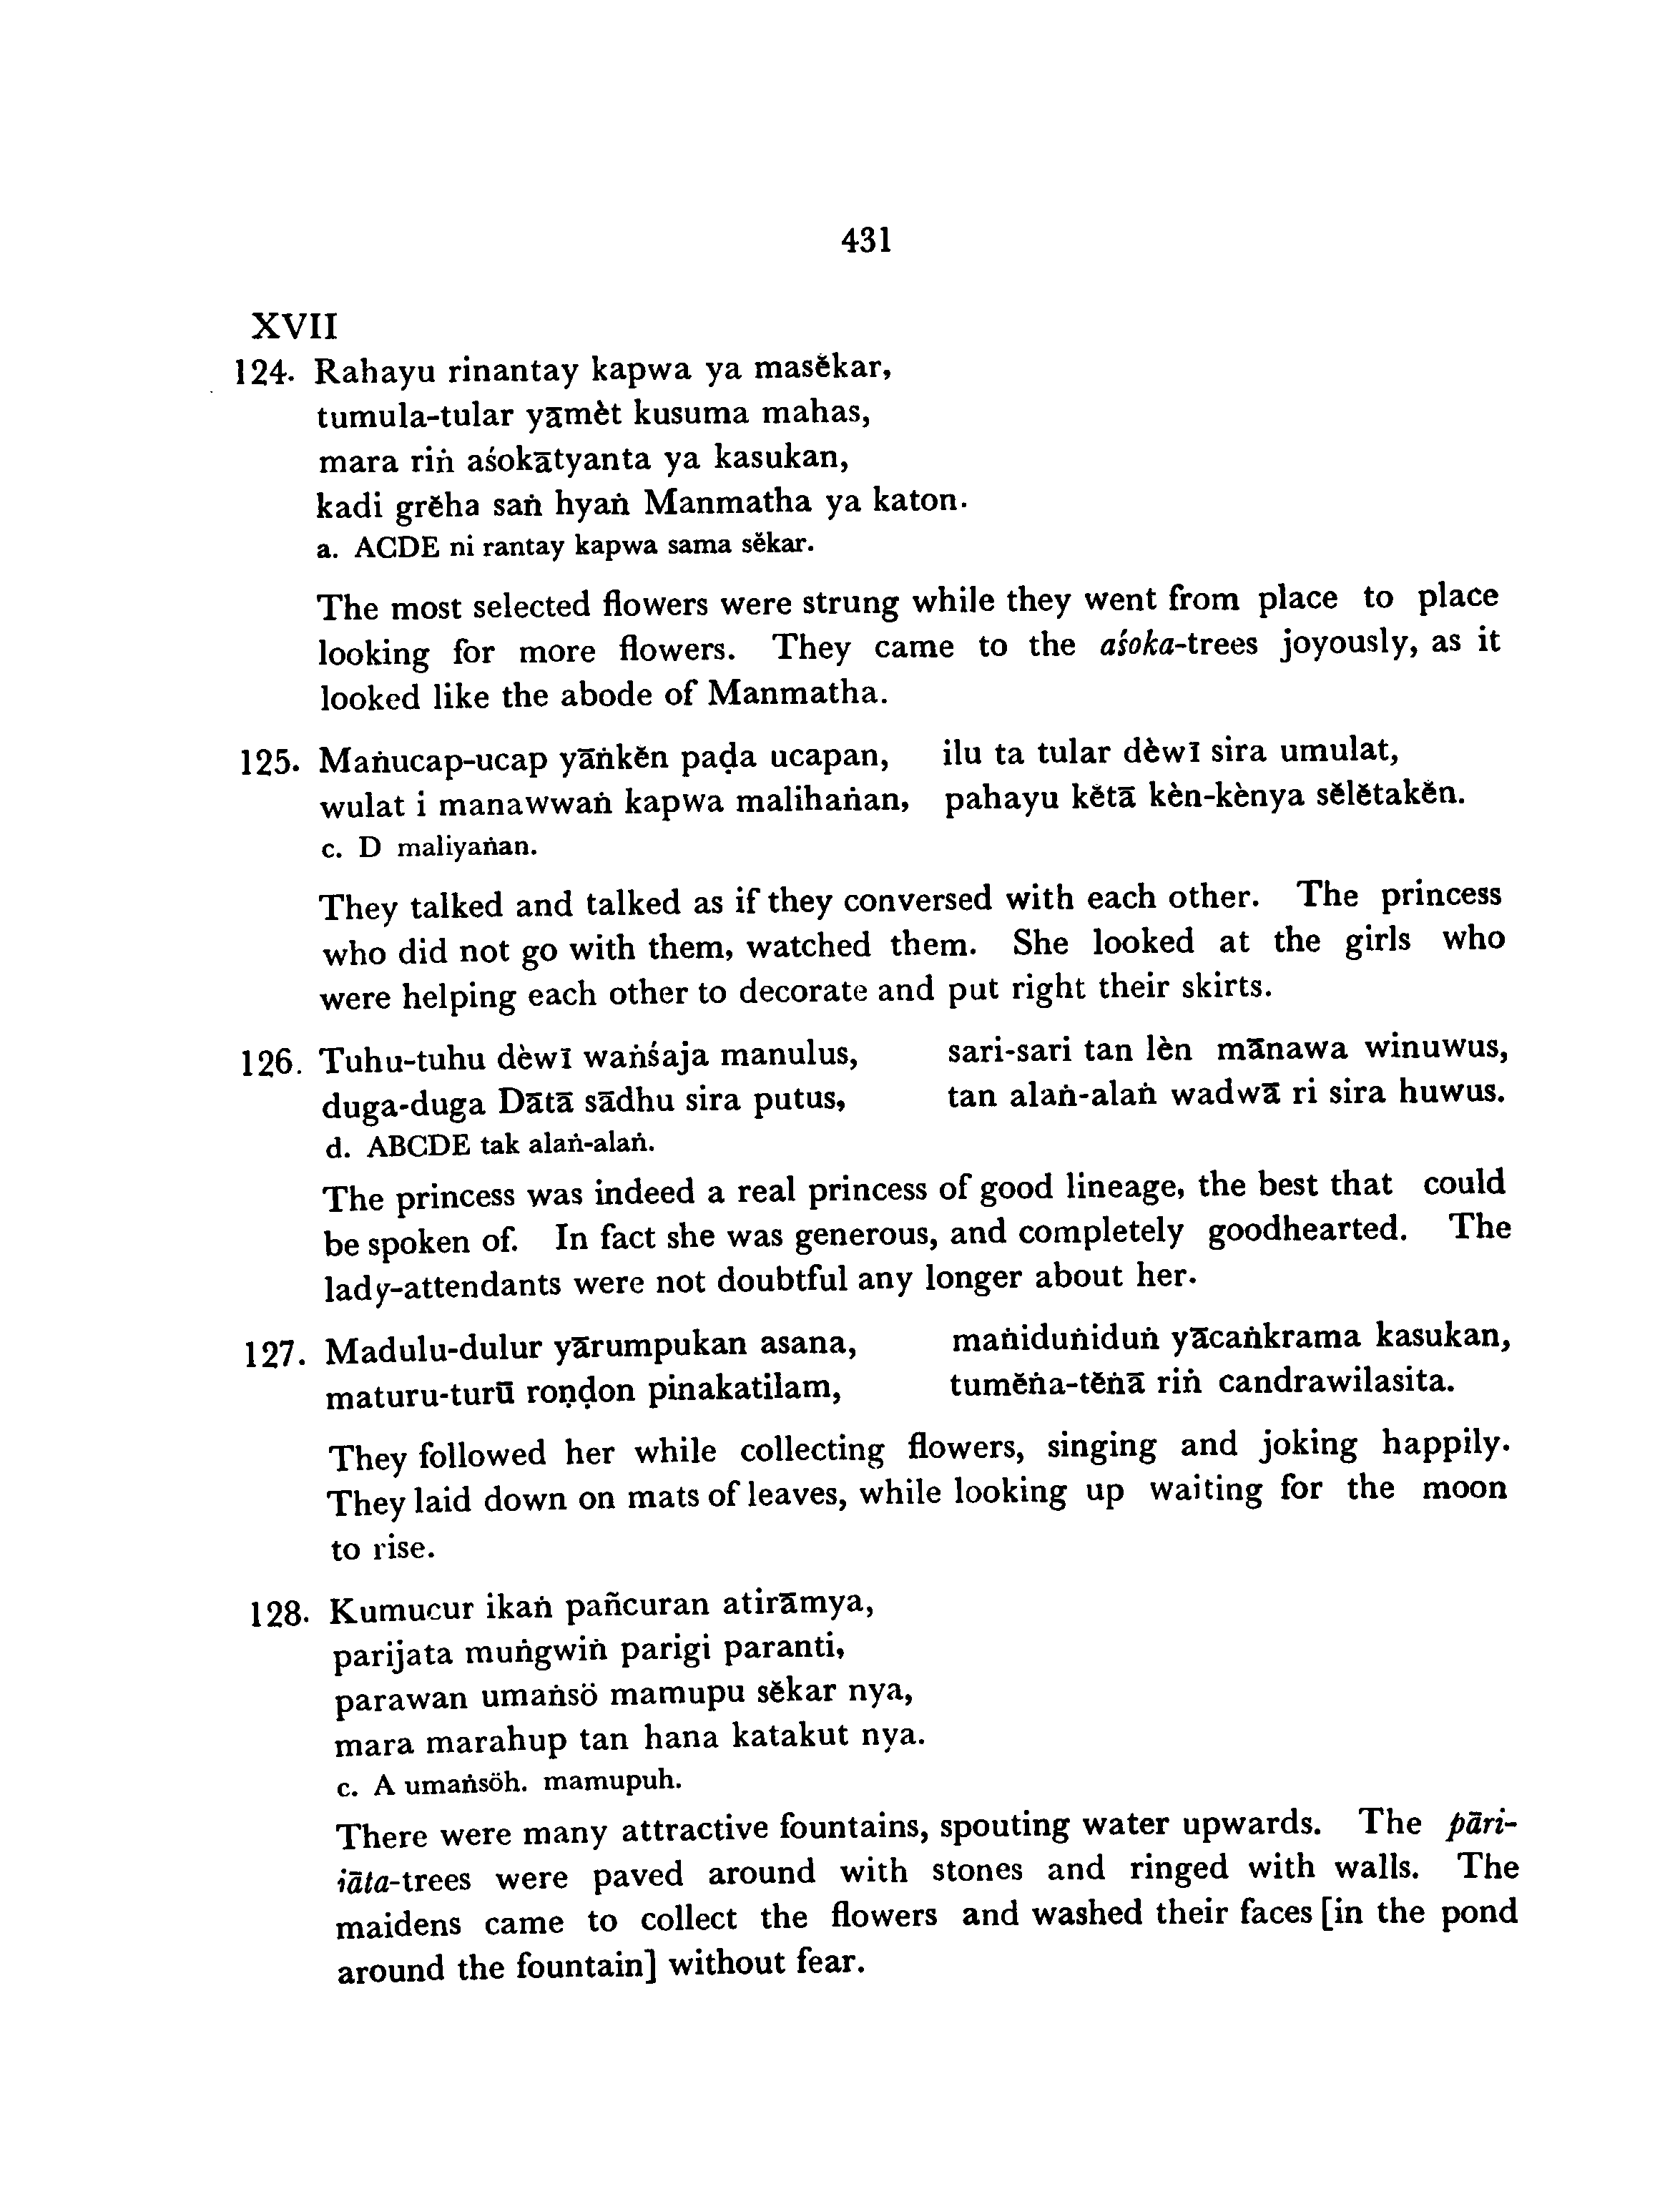 431
XVII
124. Rahayu rinantay kapwa ya masĕkar,
tumula-tular yāmèt kusuma mahas,
mara riṅ aśokātyanta ya kasukan,
kadi grĕha saṅ hyaṅ Manmatha ya katon.
a. ACDE ni rantay kapwa sama sĕkar.
The most selected flowers were strung while they went from place to place
looking for more flowers. They came to the aśoka-trees joyously, as it
looked like the abode of Manmatha.
125. Maṅucap-ucap yāṅkĕn paḍa ucapan, ilu ta tular dèwī sira umulat,
wulat i manawwaṅ kapwa malihaṅan, pahayu kĕtā kèn-kènya sĕlĕtakĕn.
c. D maliyaṅan.
They talked and talked as if they conversed with each other. The princess
who did not go with them, watched them. She looked at the girls who
were helping each other to decorate and put right their skirts.
126. Tuhu-tuhu dèwī waṅśaja manulus, sari-sari tan lèn mānawa winuwus,
duga-duga Dātā sādhu sira putus, tan alaṅ-alaṅ wadwā ri sira huwus.
d. ABCDE tak alaṅ-alaṅ.
The princess was indeed a real princess of good lineage, the best that could
be spoken of. In fact she was generous, and completely goodhearted. The
lady-attendants were not doubtful any longer about her.
127. Madulu-dulur yārumpukan asana, maṅiduṅiduṅ yācaṅkrama kasukan,
maturu-turū roṇḍon pinakatilam, tumĕṅa-tĕṅā riṅ candrawilasita.
They followed her while collecting flowers, singing and joking happily.
They laid down on mats of leaves, while looking up waiting for the moon
to rise.
128. Kumucur ikaṅ pañcuran atirāmya,
parijata muṅgwiṅ parigi paranti,
parawan umaṅsö mamupu sĕkar nya,
mara marahup tan hana katakut nya.
c. A umaṅsöh. mamupuh.
There were many attractive fountains, spouting water upwards. The pāri-
iāta-trees were paved around with stones and ringed with walls. The
maidens came to collect the flowers and washed their faces [in the pond
around the fountain] without fear.